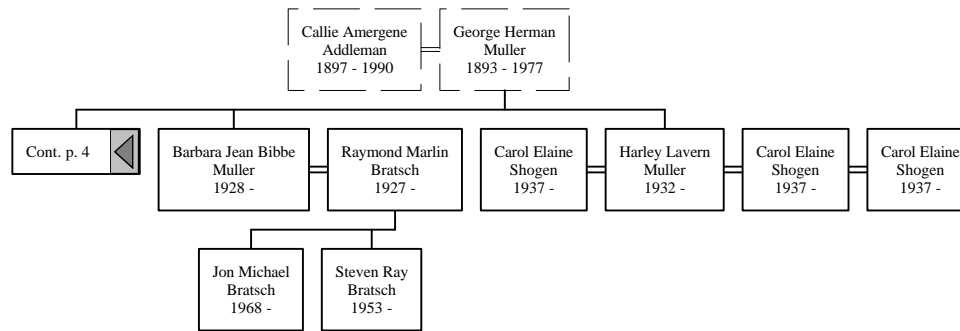 Callie Amergene
Addleman
1897 - 1990
George Herman
Muller
1893 - 1977
Cont. p. 4
Barbara Jean Bibbe
Muller
1928 -
Raymond Marlin
Bratsch
1927 -
Carol Elaine
Shogen
1937 -
Harley Lavern
Muller
1932 -
Carol Elaine
Shogen
1937 -
Carol Elaine
Shogen
1937 -
Jon Michael
Bratsch
1968 -
Steven Ray
Bratsch
1953 -